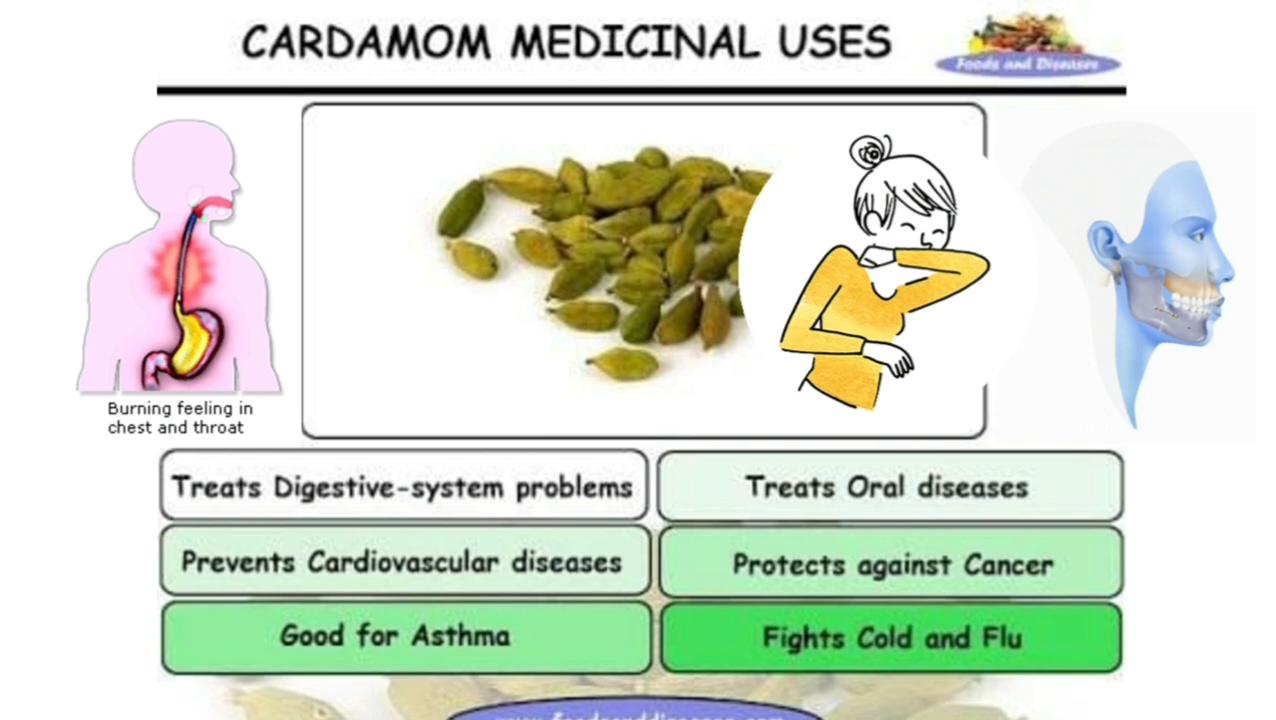 CARDAMOM MEDICINAL USES
Foods and Diseases
Burning feeling in
chest and throat
Treats Digestive-system problems
Treats Oral diseases
Prevents Cardiovascular diseases
Protects against Cancer
Good for Asthma
Fights Cold and Flu